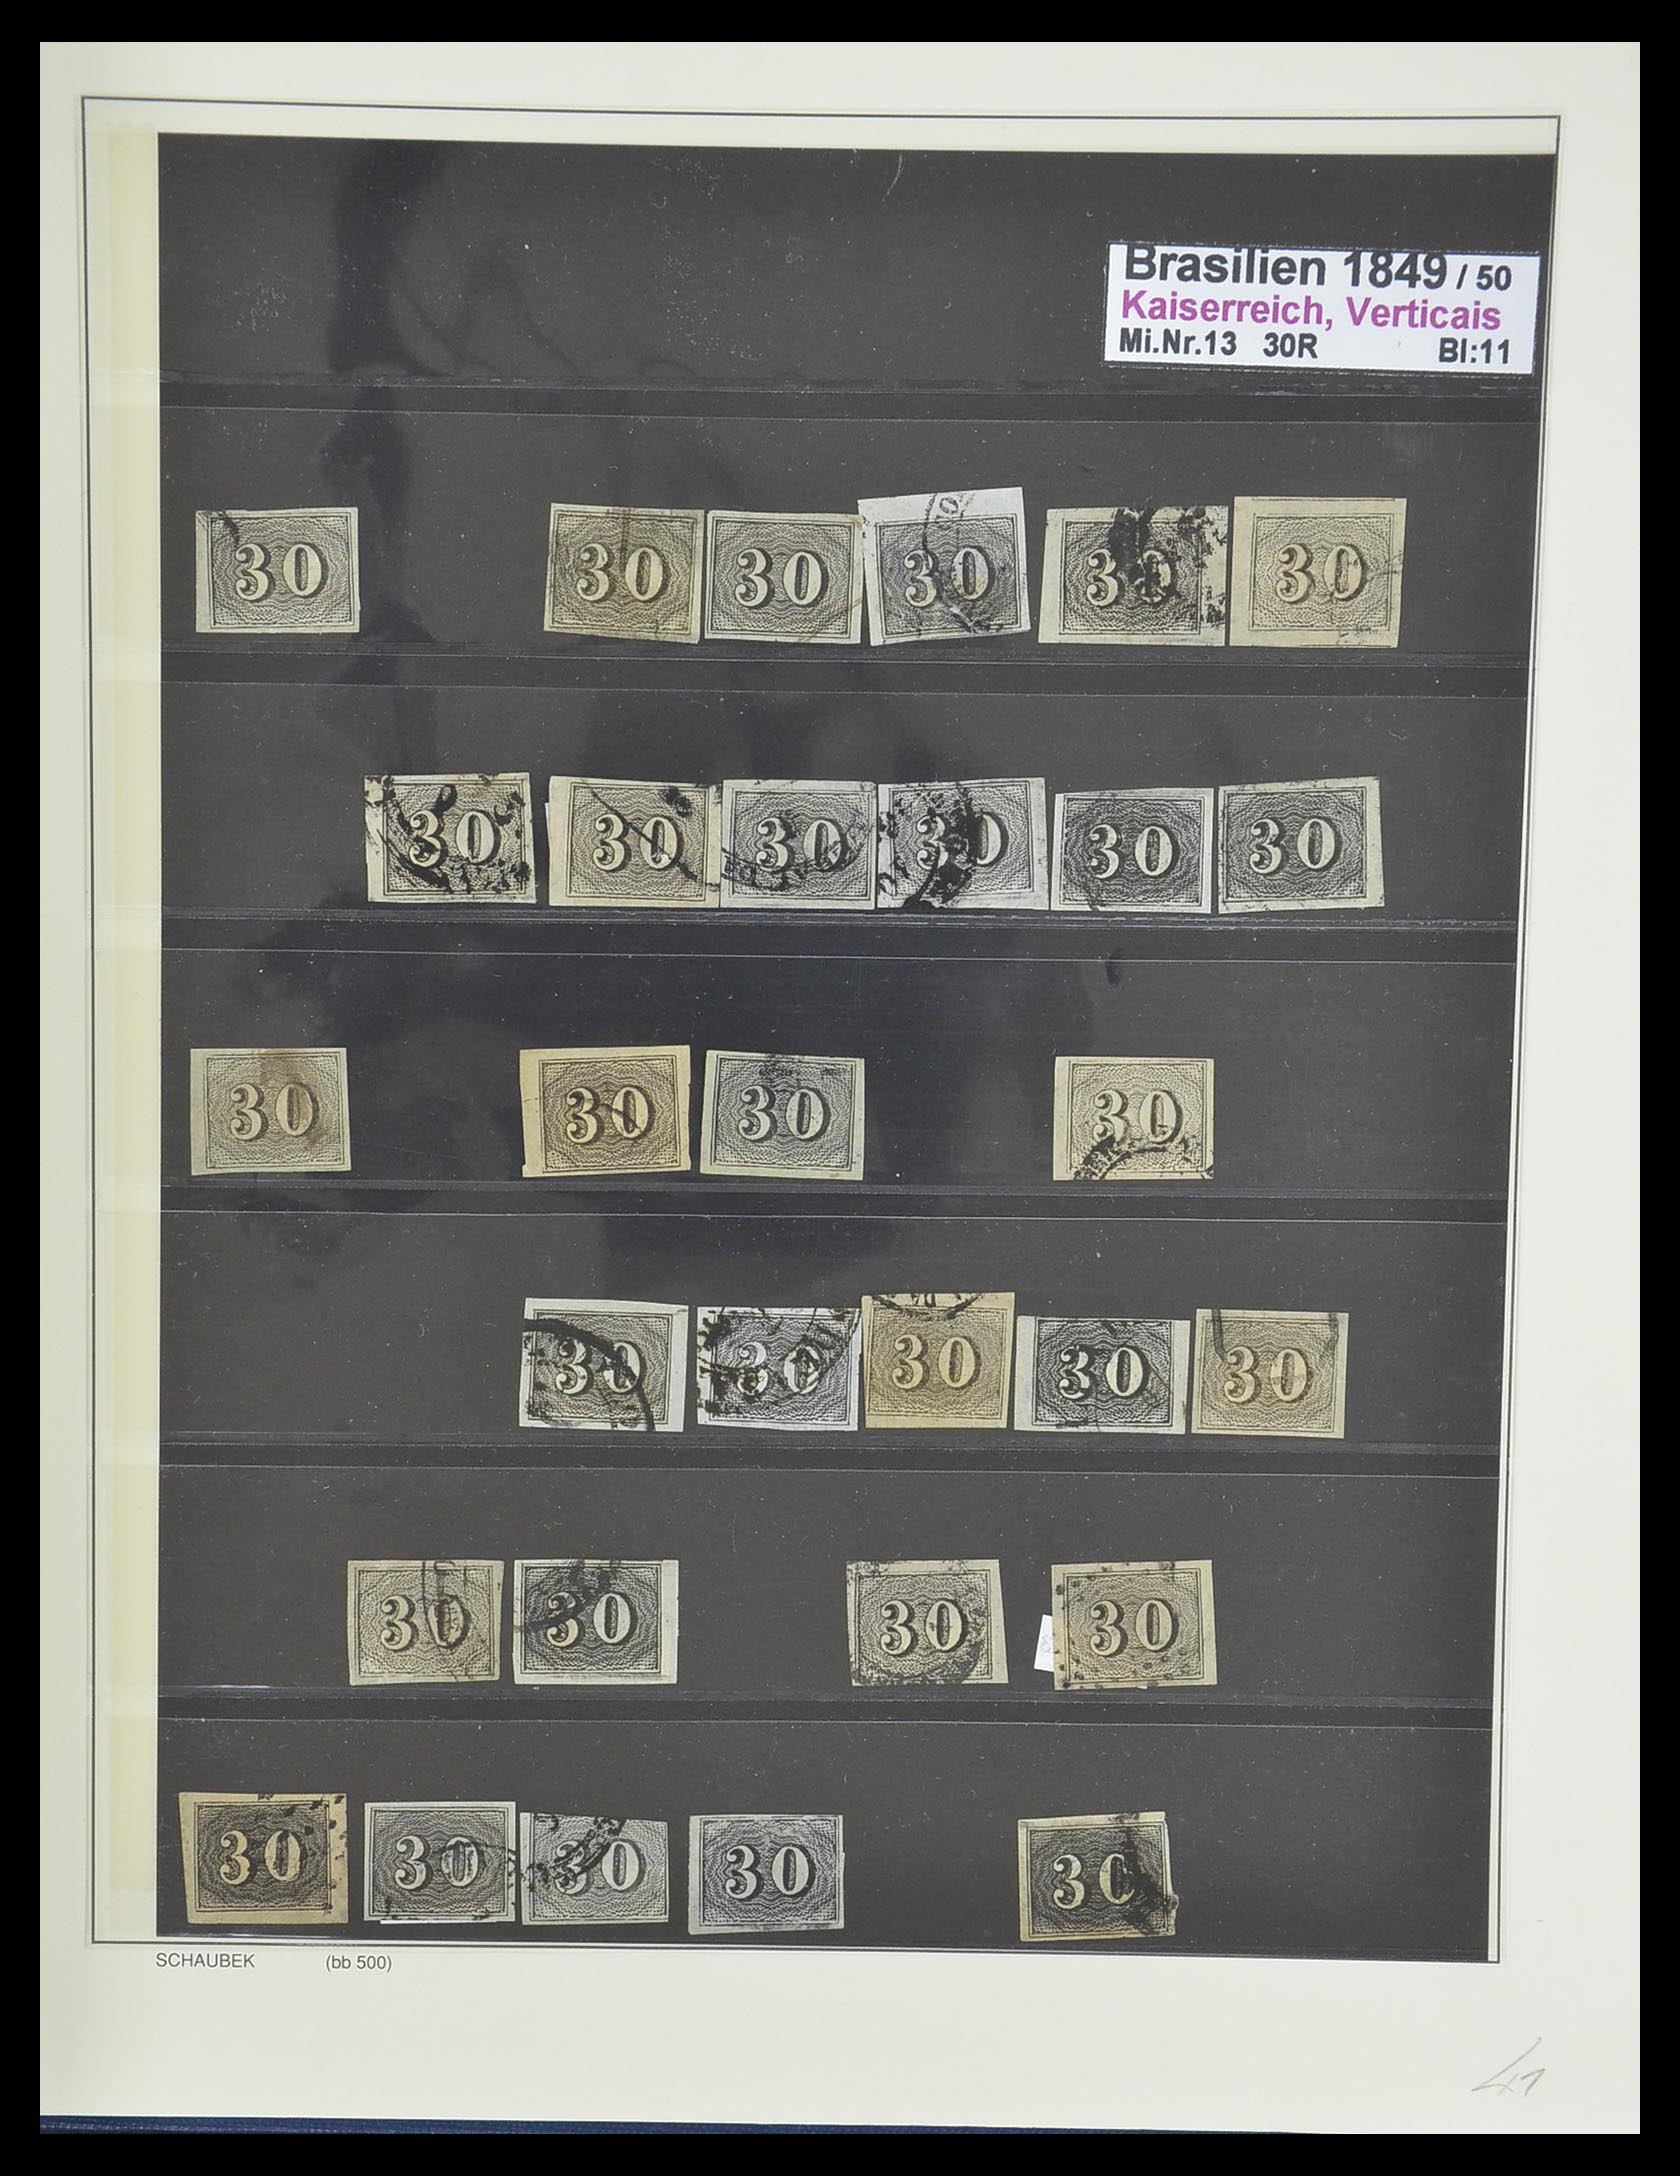 Brasilien 1849 / 50
Kaiserreich, Verticais
Mi.Nr.13 30R Bl:11
30 30 30 30 30 30
30 30 30 30 30 30
30 30 30 30
30 30 30 30 30
30 30 30 30
30 30 30 30 30
SCHAUBEK (bb 500)
41